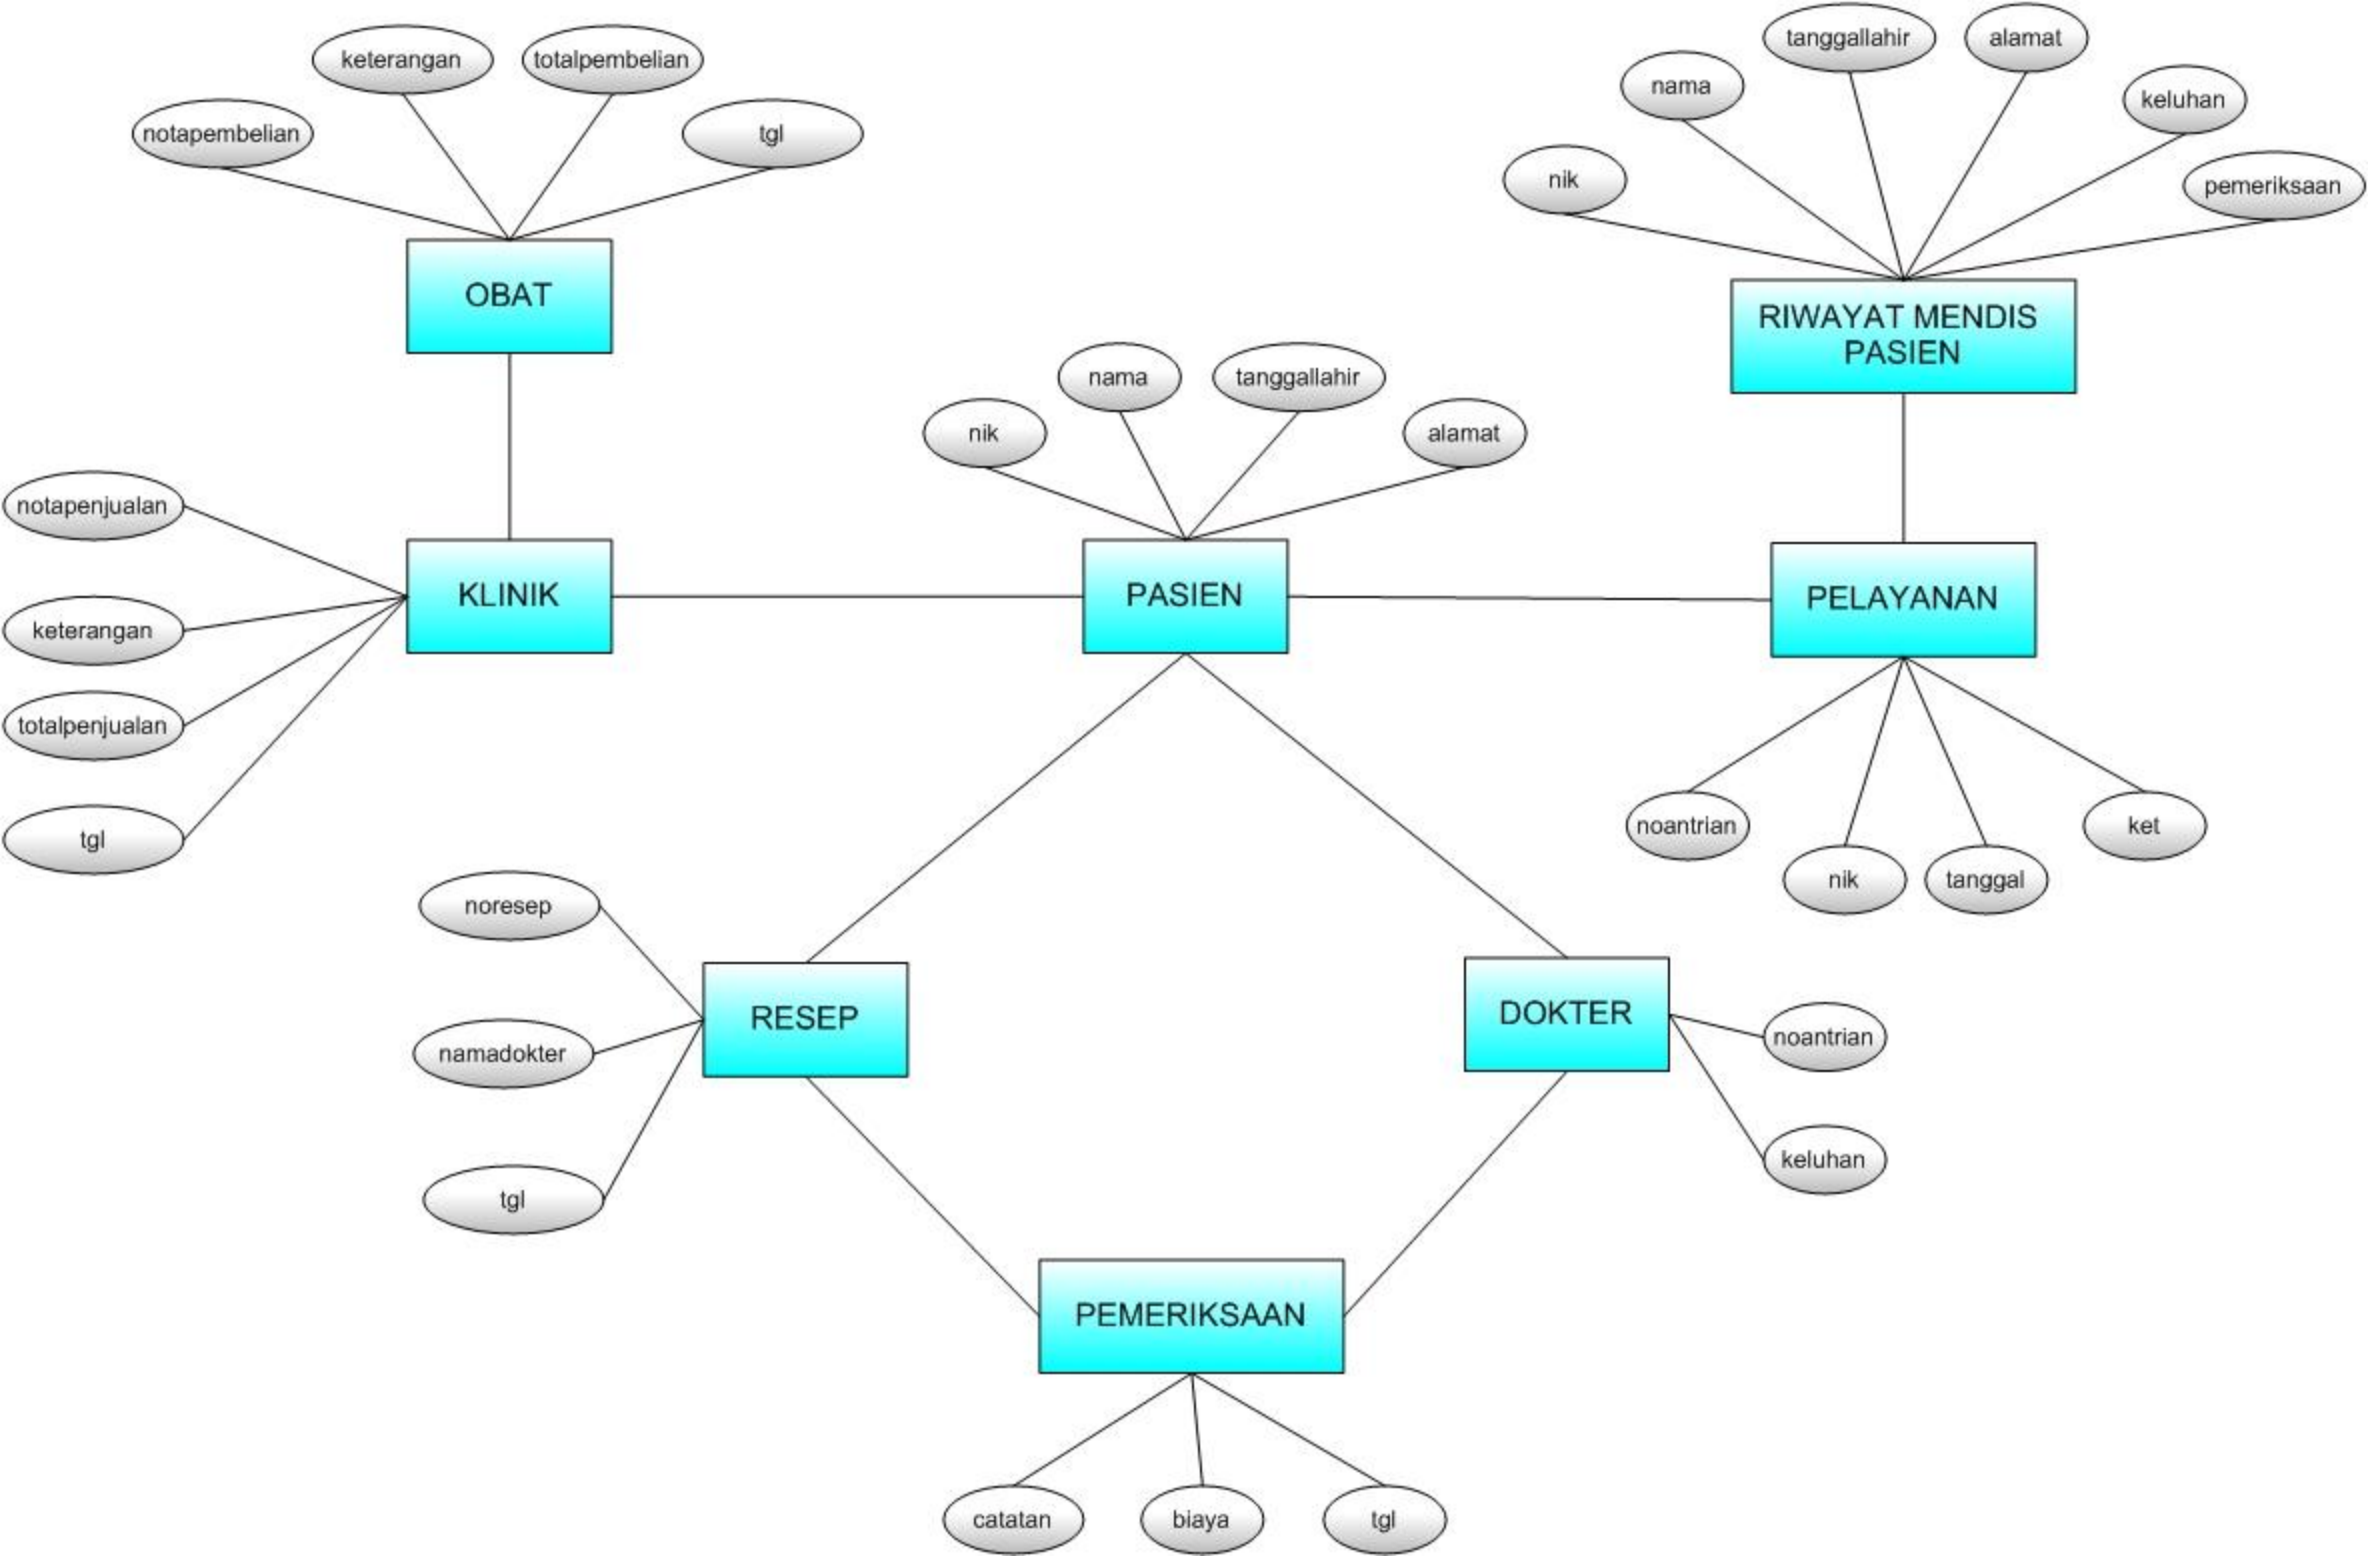 keterangan
totalpembelian
notapembelian
tgl
OBAT
tanggallahir
alamat
nama
keluhan
nik
pemeriksaan
RIWAYAT MENDIS
PASIEN
nama
tanggallahir
nik
alamat
notapenjualan
keterangan
totalpenjualan
tgl
KLINIK
PASIEN
PELAYANAN
noantrian
nik
tanggal
ket
noresep
namadokter
tgl
RESEP
DOKTER
noantrian
keluhan
PEMERIKSAAN
catatan
biaya
tgl